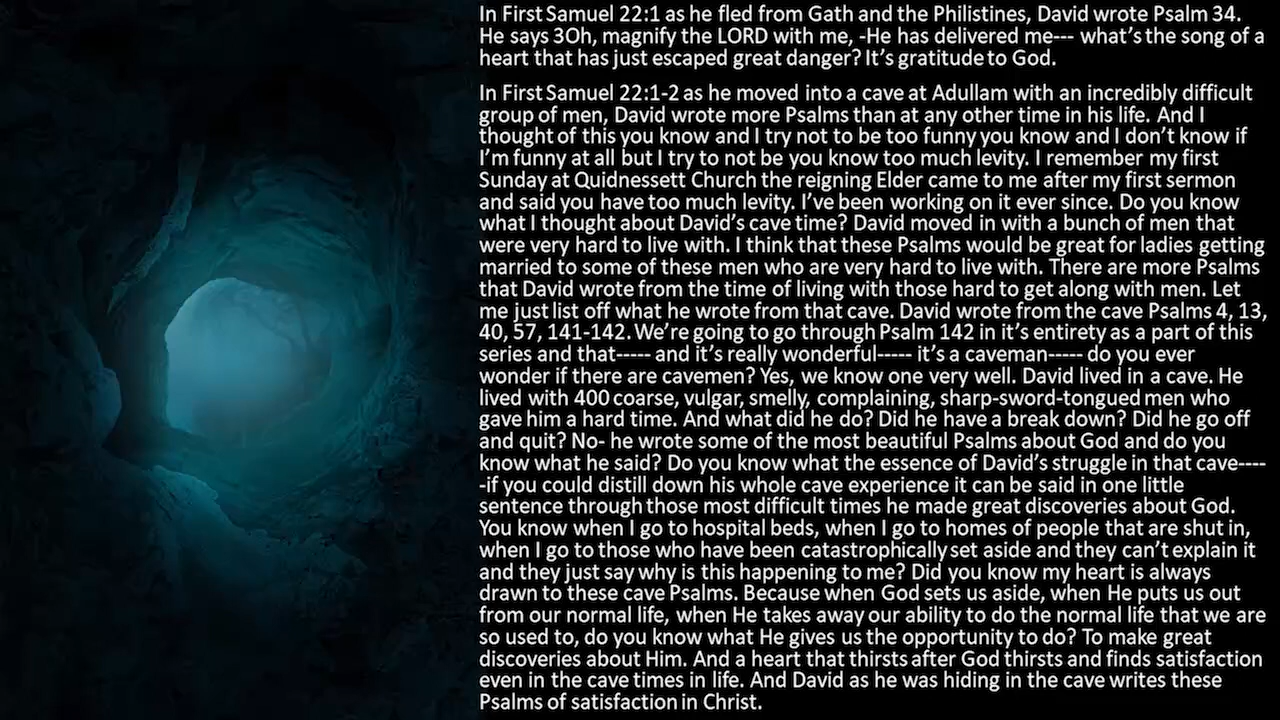 In First Samuel 22:1 as he fled from Gath and the Philistines, David wrote Psalm 34.
He says 3Oh, magnify the LORD with me, -He has delivered me--- what's the song of a
heart that has just escaped great danger? It's gratitude to God.
In First Samuel 22:1-2 as he moved into a cave at Adullam with an incredibly difficult
group of men, David wrote more Psalms than at any other time in his life. And I
thought of this you know and I try not to be too funny you know and I don't know if
I'm funny at all but I try to not be you know too much levity. I remember my first
Sunday at Quidnessett Church the reigning Elder came to me after my first sermon
and said you have too much levity. I've been working on it ever since. Do you know
what I thought about David's cave time? David moved in with a bunch of men that
were very hard to live with. I think that these Psalms would be great for ladies getting
married to some of these men who are very hard to live with. There are more Psalms
that David wrote from the time of living with those hard to get along with men. Let
me just list off what he wrote from that cave. David wrote from the cave Psalms 4, 13,
40, 57, 141-142. We're going to go through Psalm 142 in it's entirety as a part of this
series and that----- and it's really wonderful----- it's a caveman----- do you ever
wonder if there are cavemen? Yes, we know one very well. David lived in a cave. He
lived with 400 coarse, vulgar, smelly, complaining, sharp-sword-tongued men who
gave him a hard time. And what did he do? Did he have a break down? Did he go off
and quit? No- he wrote some of the most beautiful Psalms about God and do you
know what he said? Do you know what the essence of David's struggle in that cave----
-if you could distill down his whole cave experience it can be said in one little
sentence through those most difficult times he made great discoveries about God.
You know when I go to hospital beds, when I go to homes of people that are shut in,
when I go to those who have been catastrophically set aside and they can't explain it
and they just say why is this happening to me? Did you know my heart is always
drawn to these cave Psalms. Because when God sets us aside, when He puts us out
from our normal life, when He takes away our ability to do the normal life that we are
so used to, do you know what He gives us the opportunity to do? To make great
discoveries about Him. And a heart that thirsts after God thirsts and finds satisfaction
even in the cave times in life. And David as he was hiding in the cave writes these
Psalms of satisfaction in Christ.